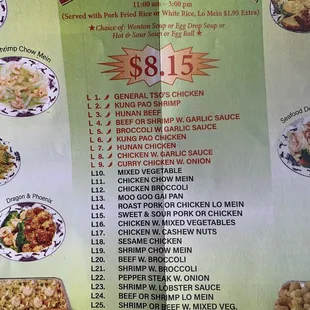 11:00 am - 3:00 pm
(Served with Pork Fried Rice or White Rice, Lo Mein $1.95 Extra)
★Choice of: Wonton Soup or Egg Drop Soup or
Hot & Sour Soup or Egg Roll★
$8.15
Shrimp Chow Mein
L 1. GENERAL TSO'S CHICKEN
L 2. KUNG PAO SHRIMP
L 3. HUNAN BEEF
L 4. BEEF OR SHRIMP W. GARLIC SAUCE
L 5. BROCCOLI W. GARLIC SAUCE
L 6. KUNG PAO CHICKEN
L 7. HUNAN CHICKEN
L 8. CHICKEN W. GARLIC SAUCE
L 9. CURRY CHICKEN W. ONION
L10. MIXED VEGETABLE
L11. CHICKEN CHOW MEIN
L12. CHICKEN BROCCOLI
L13. MOO GOO GAI PAN
L14. ROAST PORK OR CHICKEN LO MEIN
L15. SWEET & SOUR PORK OR CHICKEN
L16. CHICKEN W. MIXED VEGETABLES
L17. CHICKEN W. CASHEW NUTS
L18. SESAME CHICKEN
L19. SHRIMP CHOW MEIN
L20. BEEF W. BROCCOLI
L21. SHRIMP W. BROCCOLI
L22. PEPPER STEAK W. ONION
L23. SHRIMP W. LOBSTER SAUCE
L24. BEEF OR SHRIMP LO MEIN
L25. SHRIMP OR BEEF W. MIXED VEG.
Dragon & Phoenix
Seafood